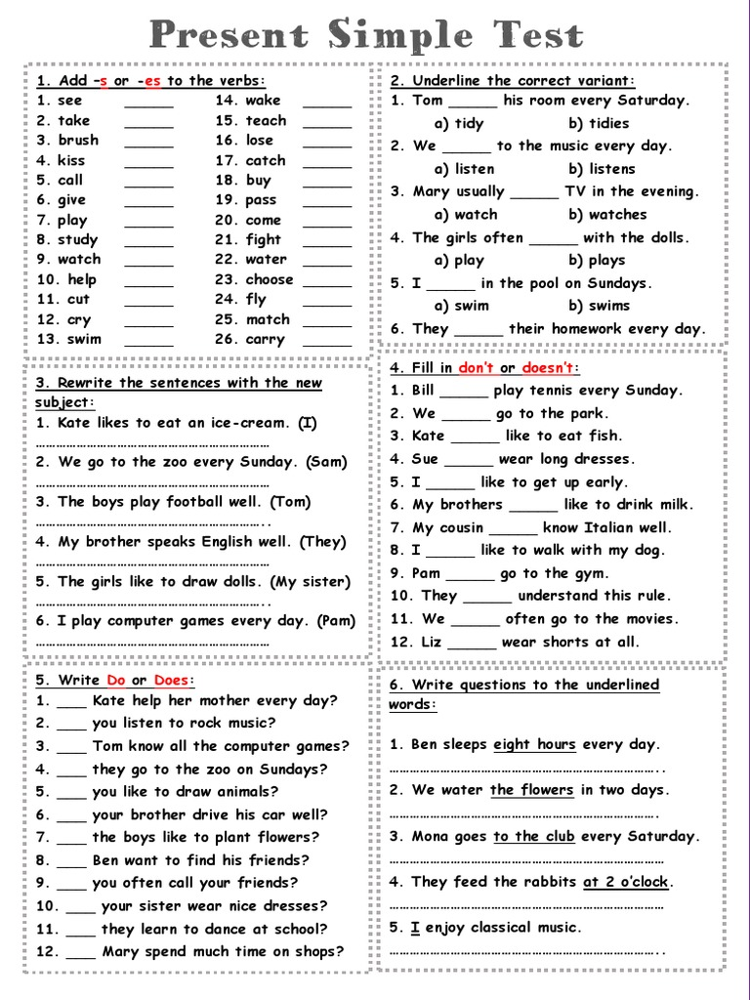 Present Simple Test
1. Add –s or -es to the verbs:
1. see ______ 14. wake ______
2. take ______ 15. teach ______
3. brush ______ 16. lose ______
4. kiss ______ 17. catch ______
5. call ______ 18. buy ______
6. give ______ 19. pass ______
7. play ______ 20. come ______
8. study ______ 21. fight ______
9. watch ______ 22. water ______
10. help ______ 23. choose ______
11. cut ______ 24. fly ______
12. cry ______ 25. match ______
13. swim ______ 26. carry ______
2. Underline the correct variant:
1. Tom ______ his room every Saturday.
a) tidy b) tidies
2. We ______ to the music every day.
a) listen b) listens
3. Mary usually ______ TV in the evening.
a) watch b) watches
4. The girls often ______ with the dolls.
a) play b) plays
5. I ______ in the pool on Sundays.
a) swim b) swims
6. They ______ their homework every day.
3. Rewrite the sentences with the new
subject:
1. Kate likes to eat an ice-cream. (I)
……………………………………………………………
2. We go to the zoo every Sunday. (Sam)
……………………………………………………………
3. The boys play football well. (Tom)
…………………………………………………………..
4. My brother speaks English well. (They)
……………………………………………………………
5. The girls like to draw dolls. (My sister)
…………………………………………………………..
6. I play computer games every day. (Pam)
……………………………………………………………
4. Fill in don't or doesn't:
1. Bill ______ play tennis every Sunday.
2. We ______ go to the park.
3. Kate ______ like to eat fish.
4. Sue ______ wear long dresses.
5. I ______ like to get up early.
6. My brothers ______ like to drink milk.
7. My cousin ______ know Italian well.
8. I ______ like to walk with my dog.
9. Pam ______ go to the gym.
10. They ______ understand this rule.
11. We ______ often go to the movies.
12. Liz ______ wear shorts at all.
5. Write Do or Does:
1. ___ Kate help her mother every day?
2. ___ you listen to rock music?
3. ___ Tom know all the computer games?
4. ___ they go to the zoo on Sundays?
5. ___ you like to draw animals?
6. ___ your brother drive his car well?
7. ___ the boys like to plant flowers?
8. ___ Ben want to find his friends?
9. ___ you often call your friends?
10. ___ your sister wear nice dresses?
11. ___ they learn to dance at school?
12. ___ Mary spend much time on shops?
6. Write questions to the underlined
words:
1. Ben sleeps eight hours every day.
………………………………………………………………………..
2. We water the flowers in two days.
……………………………………………………………………….
3. Mona goes to the club every Saturday.
…………………………………………………………………………
4. They feed the rabbits at 2 o'clock.
…………………………………………………………………………
5. I enjoy classical music.
………………………………………………………………………..